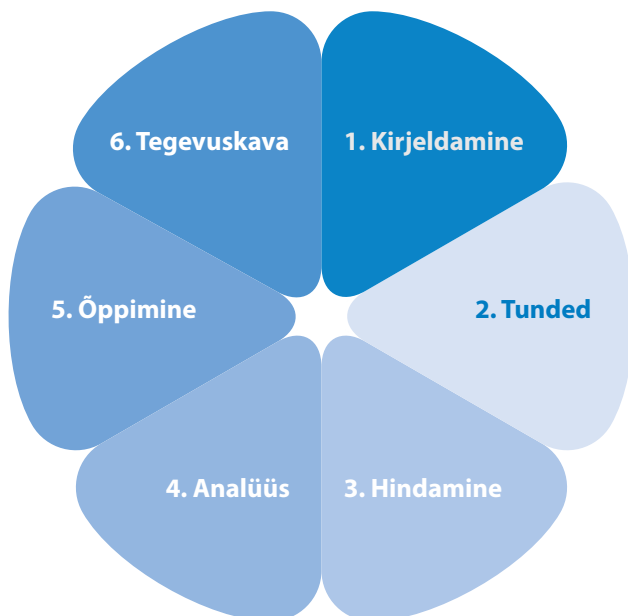 1. Kirjeldamine
2. Tunded
3. Hindamine
4. Analüüs
5. Õppimine
6. Tegevuskava